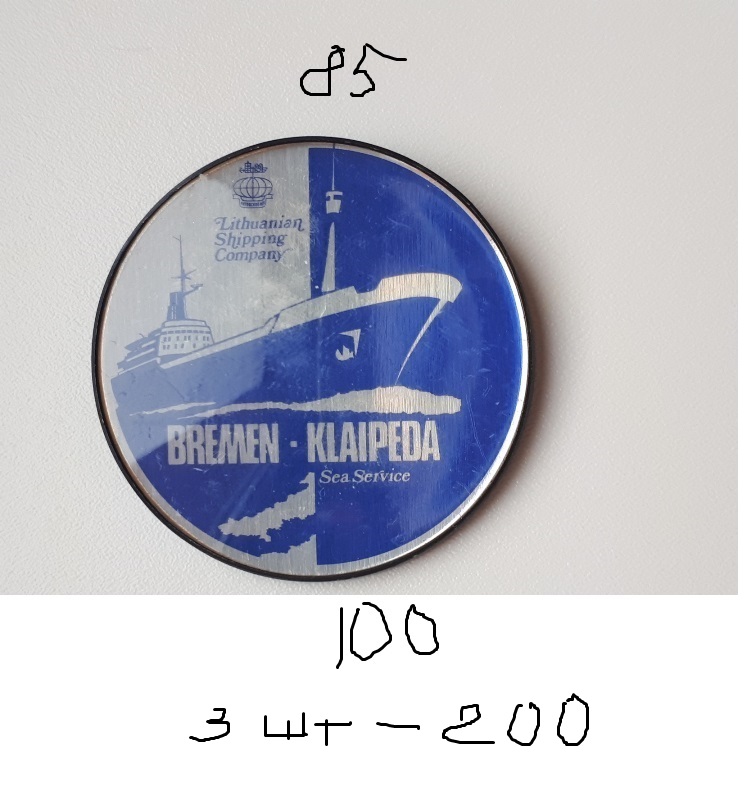 85
Lithuanian
Shipping
Company
BREMEN · KLAIPEDA
Sea Service
100
3 шт - 200